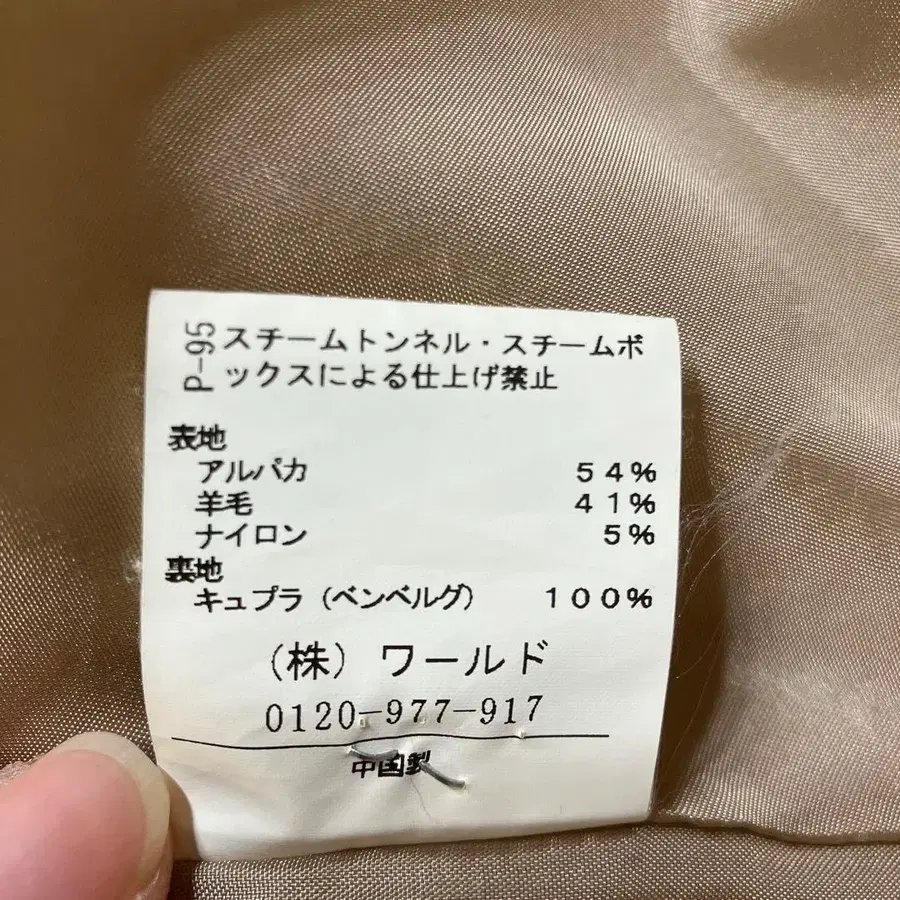 P-95
スチームトンネル・スチームボ
ックスによる仕上げ禁止
表地
アルパカ 54%
羊毛 41%
ナイロン 5%
裏地
キュプラ (ベンベルグ) 100%
(株) ワールド
0120-977-917
中国製